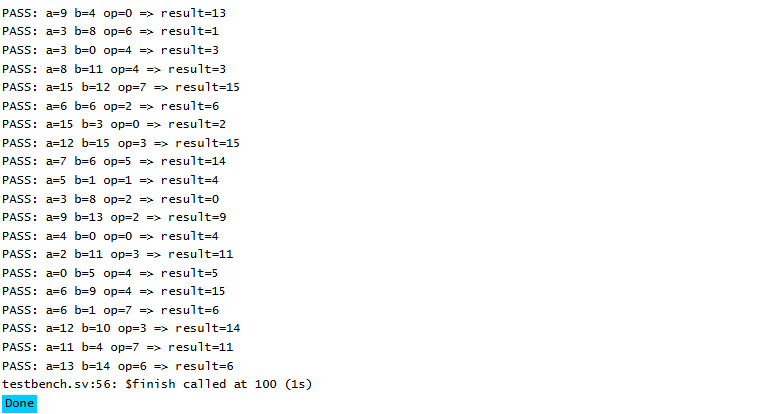 PASS: a=9 b=4 op=0 => result=13
PASS: a=3 b=8 op=6 => result=1
PASS: a=3 b=0 op=4 => result=3
PASS: a=8 b=11 op=4 => result=3
PASS: a=15 b=12 op=7 => result=15
PASS: a=6 b=6 op=2 => result=6
PASS: a=15 b=3 op=0 => result=2
PASS: a=12 b=15 op=3 => result=15
PASS: a=7 b=6 op=5 => result=14
PASS: a=5 b=1 op=1 => result=4
PASS: a=3 b=8 op=2 => result=0
PASS: a=9 b=13 op=2 => result=9
PASS: a=4 b=0 op=0 => result=4
PASS: a=2 b=11 op=3 => result=11
PASS: a=0 b=5 op=4 => result=5
PASS: a=6 b=9 op=4 => result=15
PASS: a=6 b=1 op=7 => result=6
PASS: a=12 b=10 op=3 => result=14
PASS: a=11 b=4 op=7 => result=11
PASS: a=13 b=14 op=6 => result=6
testbench.sv:56: $finish called at 100 (1s)
Done